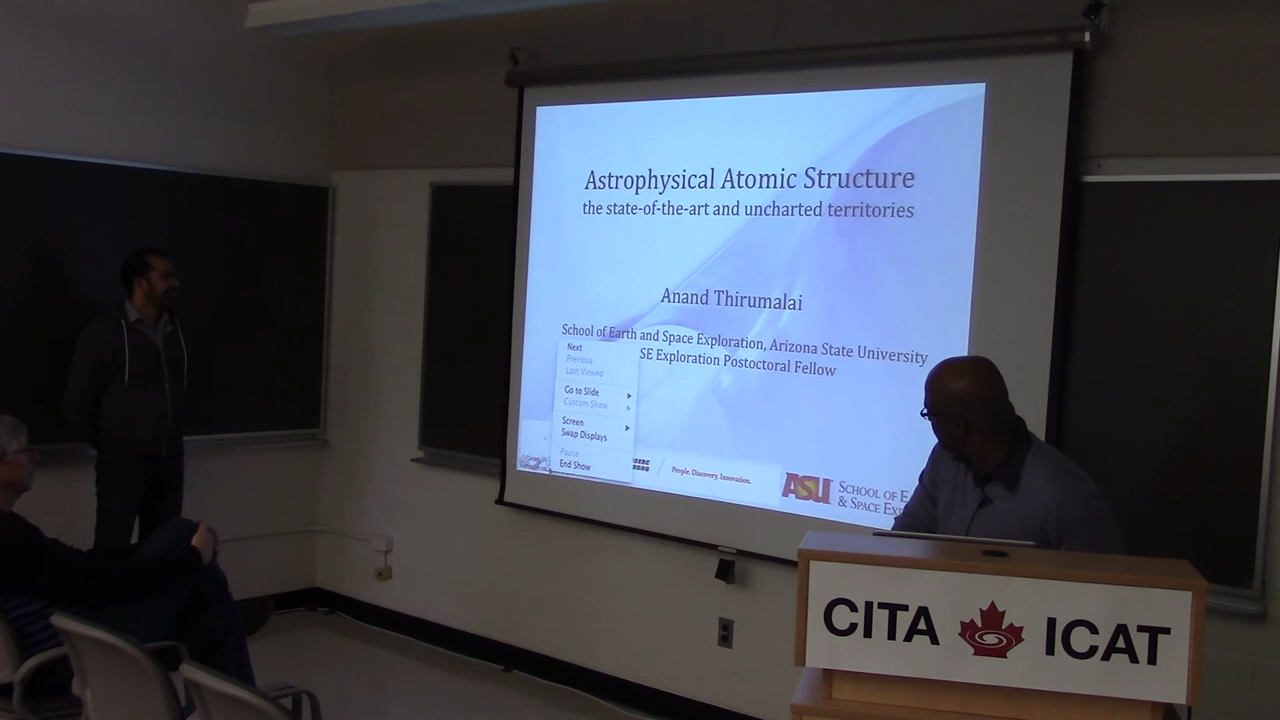 Astrophysical Atomic Structure
the state-of-the-art and uncharted territories
Anand Thirumalai
School of Earth and Space Exploration, Arizona State University
SE Exploration Postoctoral Fellow
Next
Previous
Last Viewed
Go to Slide
Custom Show
Screen
Swap Displays
Pause
End Show
People. Discovery. Innovation.
ASU SCHOOL OF E
& SPACE EXP
CITA ICAT